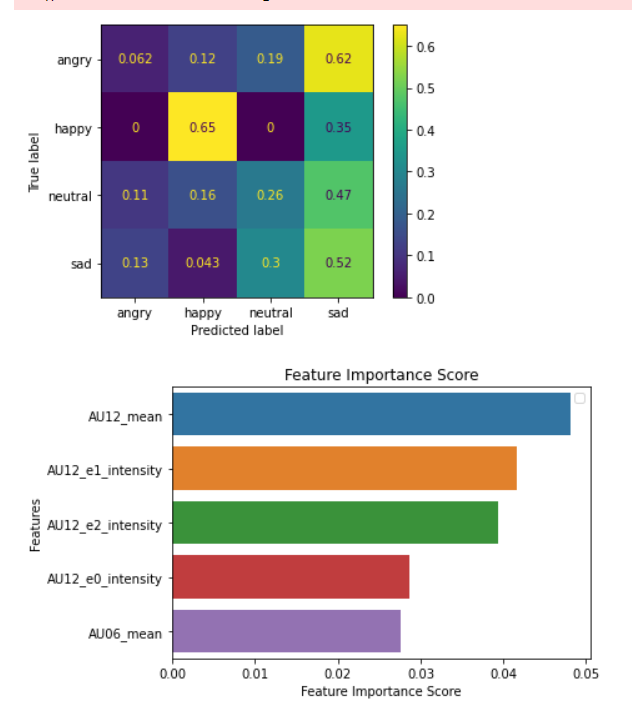 angry 0.062 0.12 0.19 0.62
happy 0 0.65 0 0.35
neutral 0.11 0.16 0.26 0.47
sad 0.13 0.043 0.3 0.52
angry happy neutral sad
Predicted label
True label
0.6
0.5
0.4
0.3
0.2
0.1
0.0
Feature Importance Score
AU12_mean
AU12_e1_intensity
AU12_e2_intensity
AU12_e0_intensity
AU06_mean
Features
0.00 0.01 0.02 0.03 0.04 0.05
Feature Importance Score